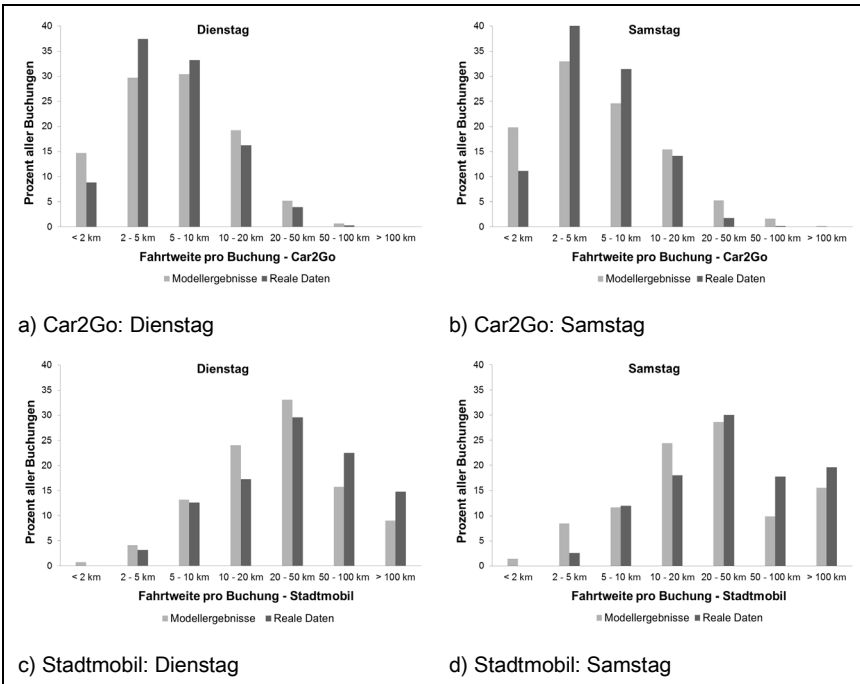 Dienstag
Prozent aller Buchungen
40
35
30
25
20
15
10
5
0
< 2 km 2 - 5 km 5 - 10 km 10 - 20 km 20 - 50 km 50 - 100 km > 100 km
Fahrtweite pro Buchung - Car2Go
Modellergebnisse Reale Daten
a) Car2Go: Dienstag
Samstag
Prozent aller Buchungen
40
35
30
25
20
15
10
5
0
< 2 km 2 - 5 km 5 - 10 km 10 - 20 km 20 - 50 km 50 - 100 km > 100 km
Fahrtweite pro Buchung - Car2Go
Modellergebnisse Reale Daten
b) Car2Go: Samstag
Dienstag
Prozent aller Buchungen
40
35
30
25
20
15
10
5
0
< 2 km 2 - 5 km 5 - 10 km 10 - 20 km 20 - 50 km 50 - 100 km > 100 km
Fahrtweite pro Buchung - Stadtmobil
Modellergebnisse Reale Daten
c) Stadtmobil: Dienstag
Samstag
Prozent aller Buchungen
40
35
30
25
20
15
10
5
0
< 2 km 2 - 5 km 5 - 10 km 10 - 20 km 20 - 50 km 50 - 100 km > 100 km
Fahrtweite pro Buchung - Stadtmobil
Modellergebnisse Reale Daten
d) Stadtmobil: Samstag